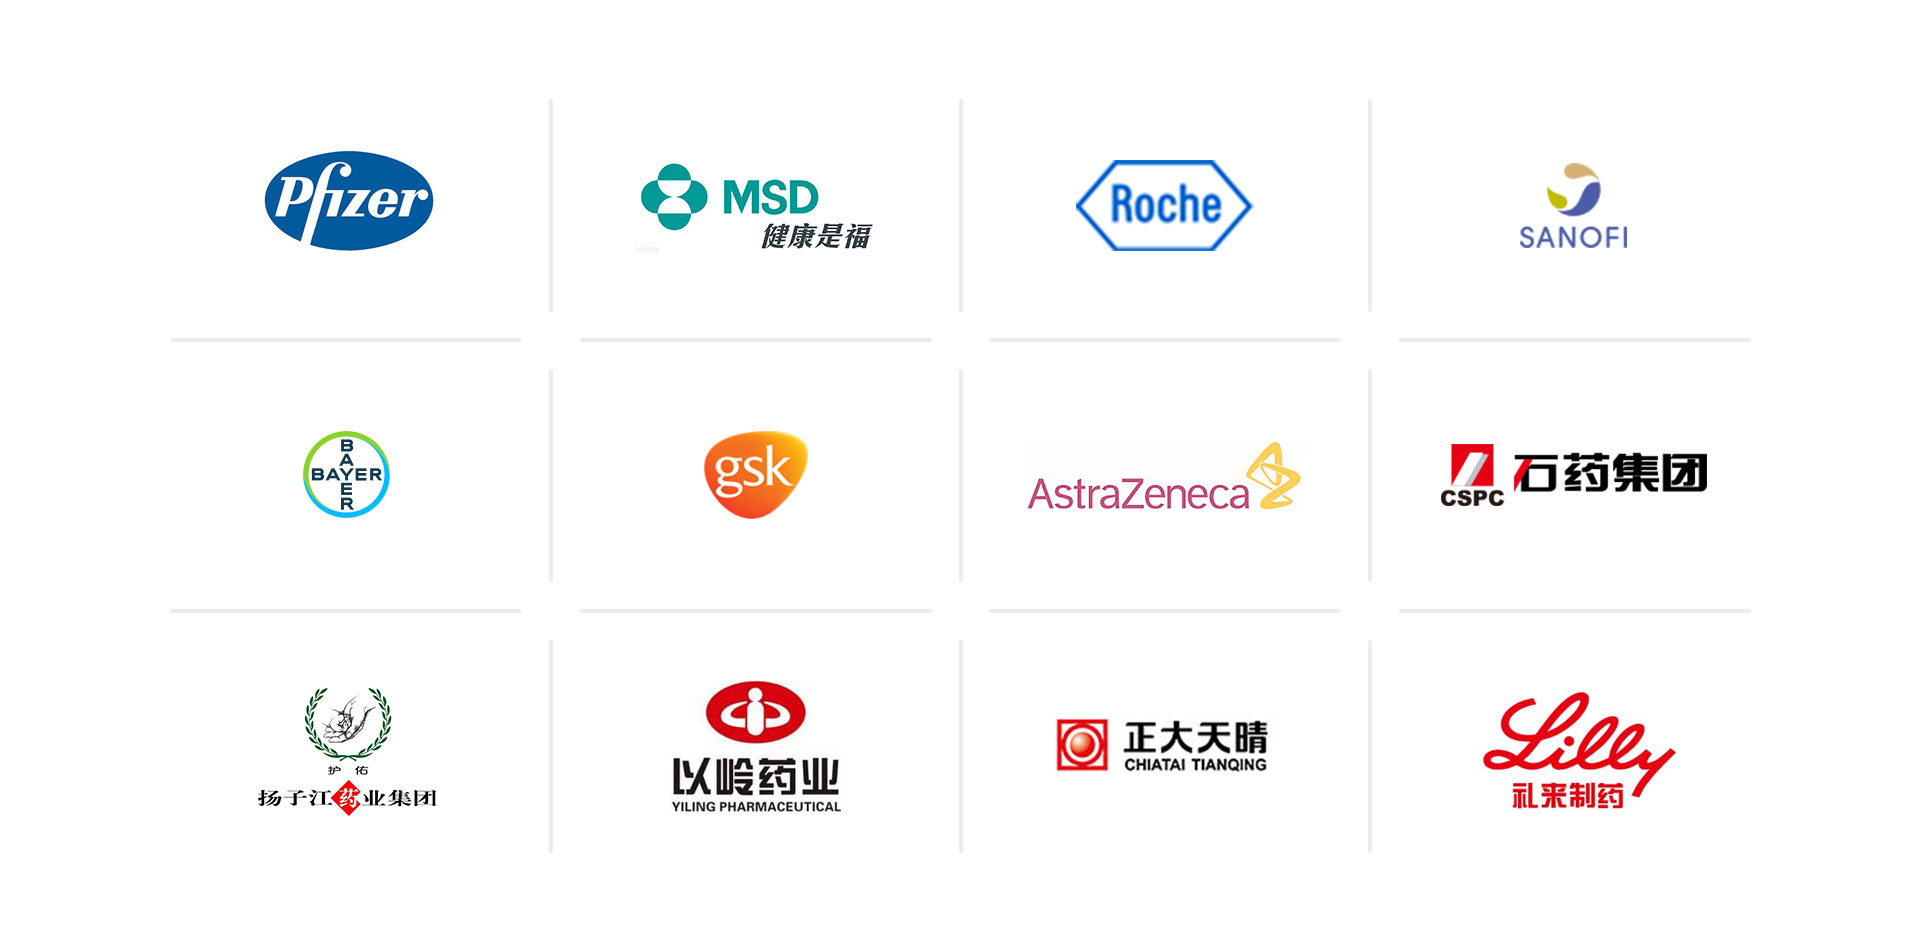 Pfizer
MSD
健康是福
Roche
SANOFI
BAYER
BAYER
gsk
AstraZeneca
CSPC
石药集团
护佑
扬子江药业集团
以岭药业
YILING PHARMACEUTICAL
正大天晴
CHIATAI TIANQING
Lilly
礼来制药